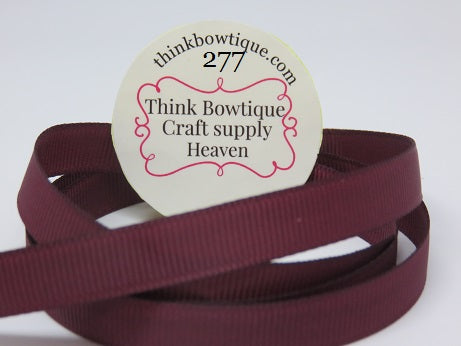 thinkbowtique.com
277
Think Bowtique
Craft supply
Heaven